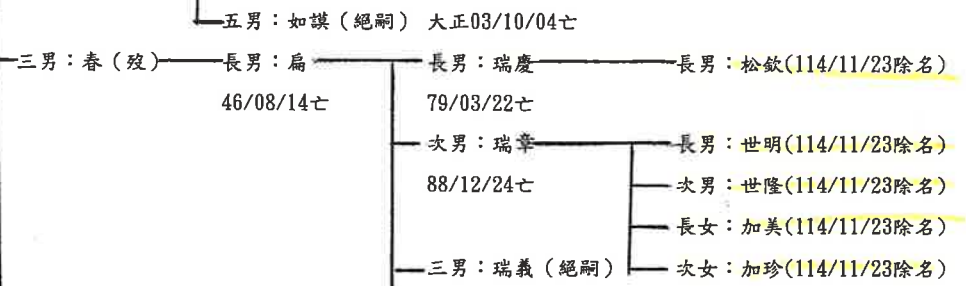 五男：如謨（絕嗣） 大正03/10/04亡
三男：春（歿） 長男：扁 長男：瑞慶 長男：松欽(114/11/23除名)
46/08/14亡 79/03/22亡
次男：瑞章 長男：世明(114/11/23除名)
88/12/24亡 次男：世隆(114/11/23除名)
長女：加美(114/11/23除名)
三男：瑞義（絕嗣） 次女：加珍(114/11/23除名)